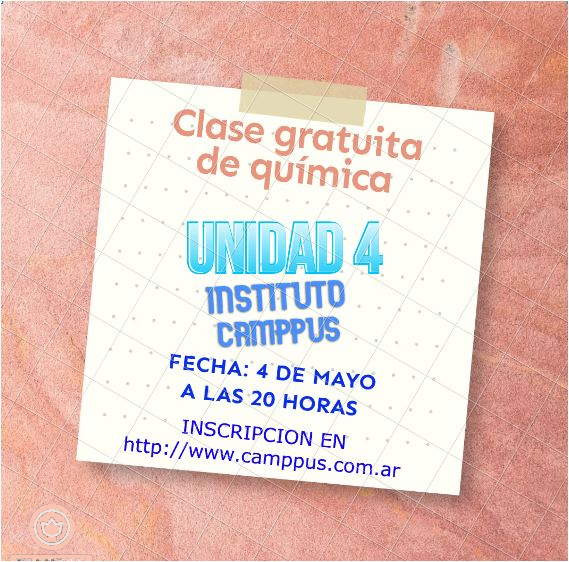 Clase gratuita
de química
UNIDAD 4
INSTITUTO
CAMPPUS
FECHA: 4 DE MAYO
A LAS 20 HORAS
INSCRIPCION EN
http://www.camppus.com.ar